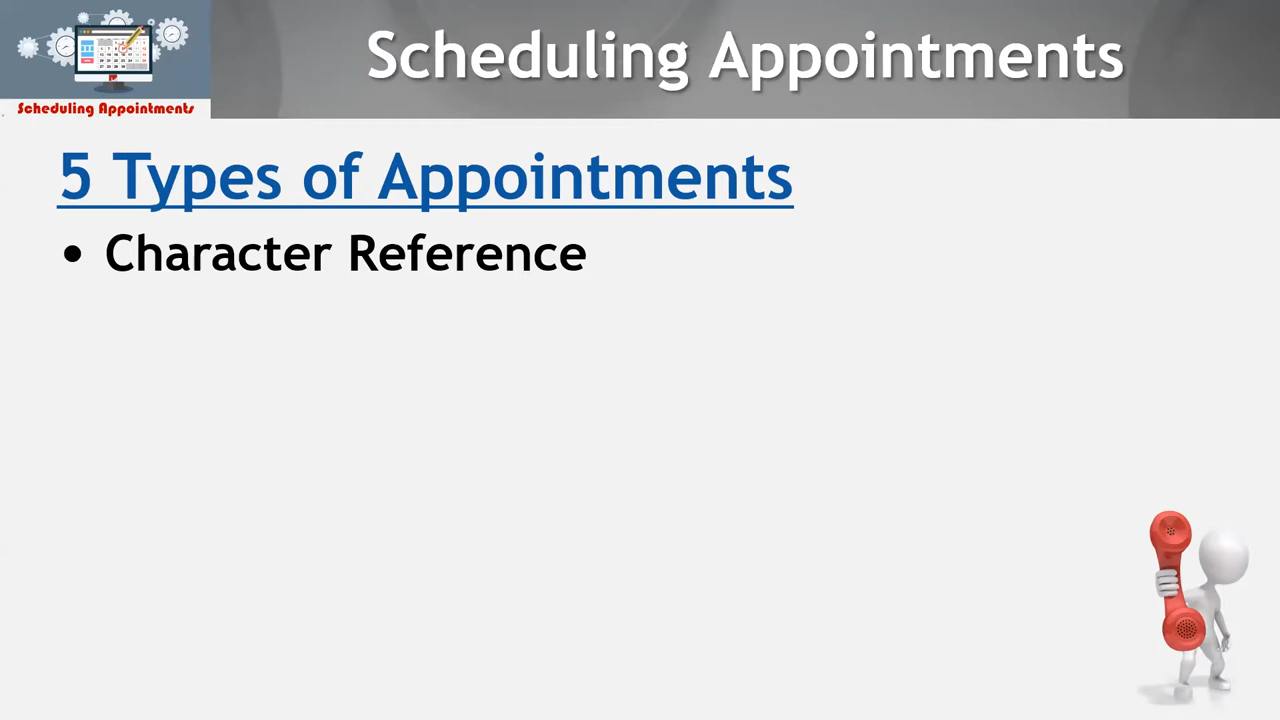 Scheduling Appointments
Scheduling Appointments
5 Types of Appointments
• Character Reference